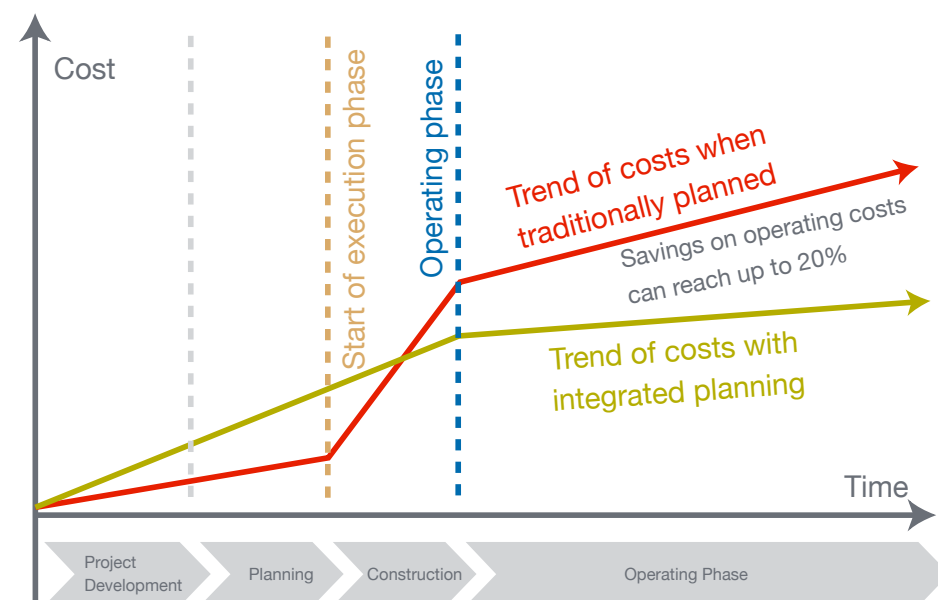 Cost
Start of execution phase
Operating phase
Trend of costs when
traditionally planned
Savings on operating costs
can reach up to 20%
Trend of costs with
integrated planning
Time
Project
Development
Planning
Construction
Operating Phase